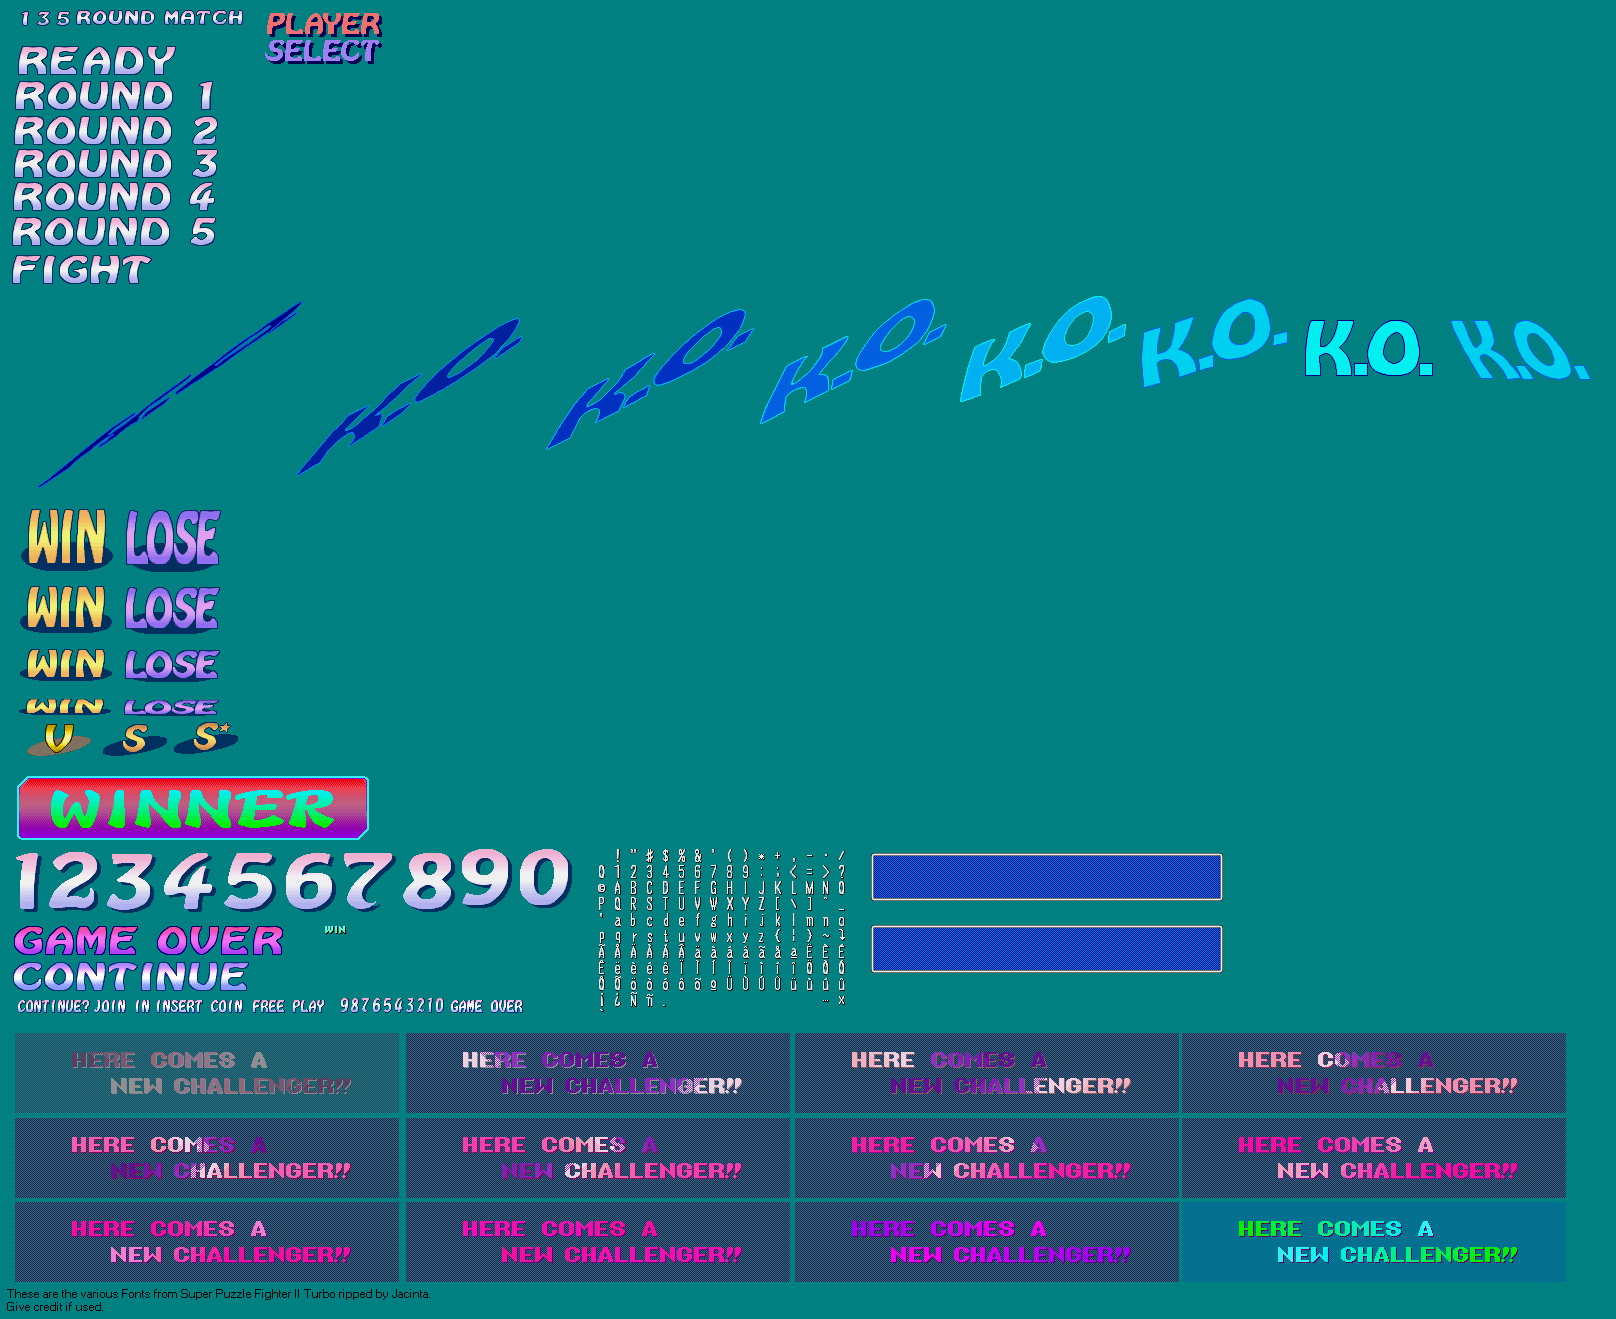 1 3 5 ROUND MATCH
PLAYER
SELECT
READY
ROUND 1
ROUND 2
ROUND 3
ROUND 4
ROUND 5
FIGHT
K.O. K.O. K.O. K.O. K.O. K.O. K.O.
WIN LOSE
WIN LOSE
WIN LOSE
WIN LOSE
V S S*
WINNER
1234567890
GAME OVER
WIN
CONTINUE
CONTINUE? JOIN IN INSERT COIN FREE PLAY 9876543210 GAME OVER
! " # $ % & ' ( ) * + , - . /
0 1 2 3 4 5 6 7 8 9 : ; < = > ?
© A B C D E F G H I J K L M N O
P Q R S T U V W X Y Z [ \ ] ^ _
' a b c d e f g h i j k l m n o
p q r s t u v w x y z { ¦ } ~
HERE COMES A
NEW CHALLENGER!!
HERE COMES A
NEW CHALLENGER!!
HERE COMES A
NEW CHALLENGER!!
HERE COMES A
NEW CHALLENGER!!
HERE COMES A
NEW CHALLENGER!!
HERE COMES A
NEW CHALLENGER!!
HERE COMES A
NEW CHALLENGER!!
HERE COMES A
NEW CHALLENGER!!
HERE COMES A
NEW CHALLENGER!!
HERE COMES A
NEW CHALLENGER!!
HERE COMES A
NEW CHALLENGER!!
HERE COMES A
NEW CHALLENGER!!
These are the various Fonts from Super Puzzle Fighter II Turbo ripped by Jacinta.
Give credit if used.